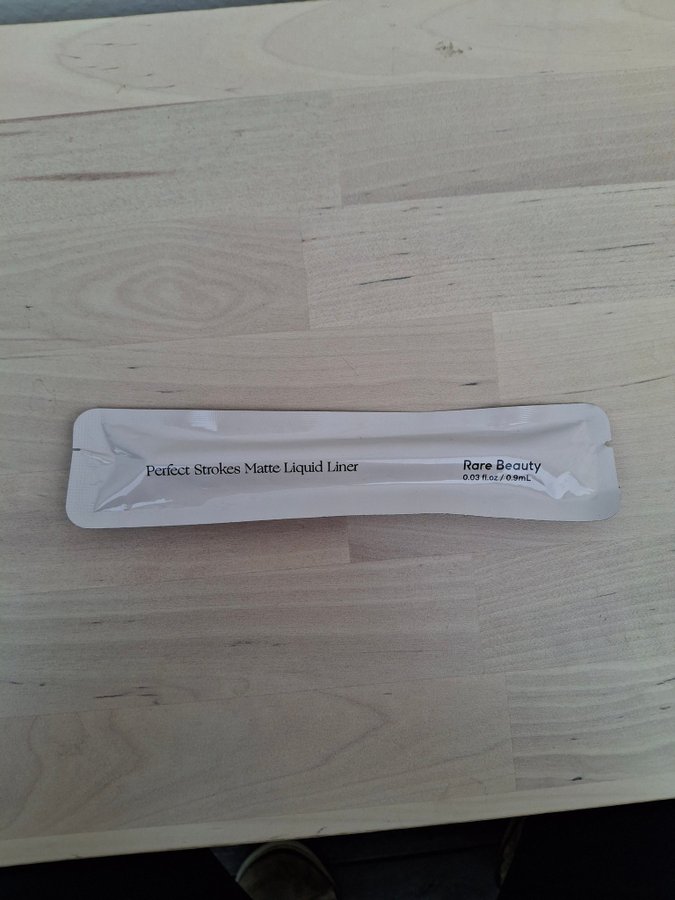 Perfect Strokes Matte Liquid Liner
Rare Beauty
0.03 fl.oz / 0.9mL